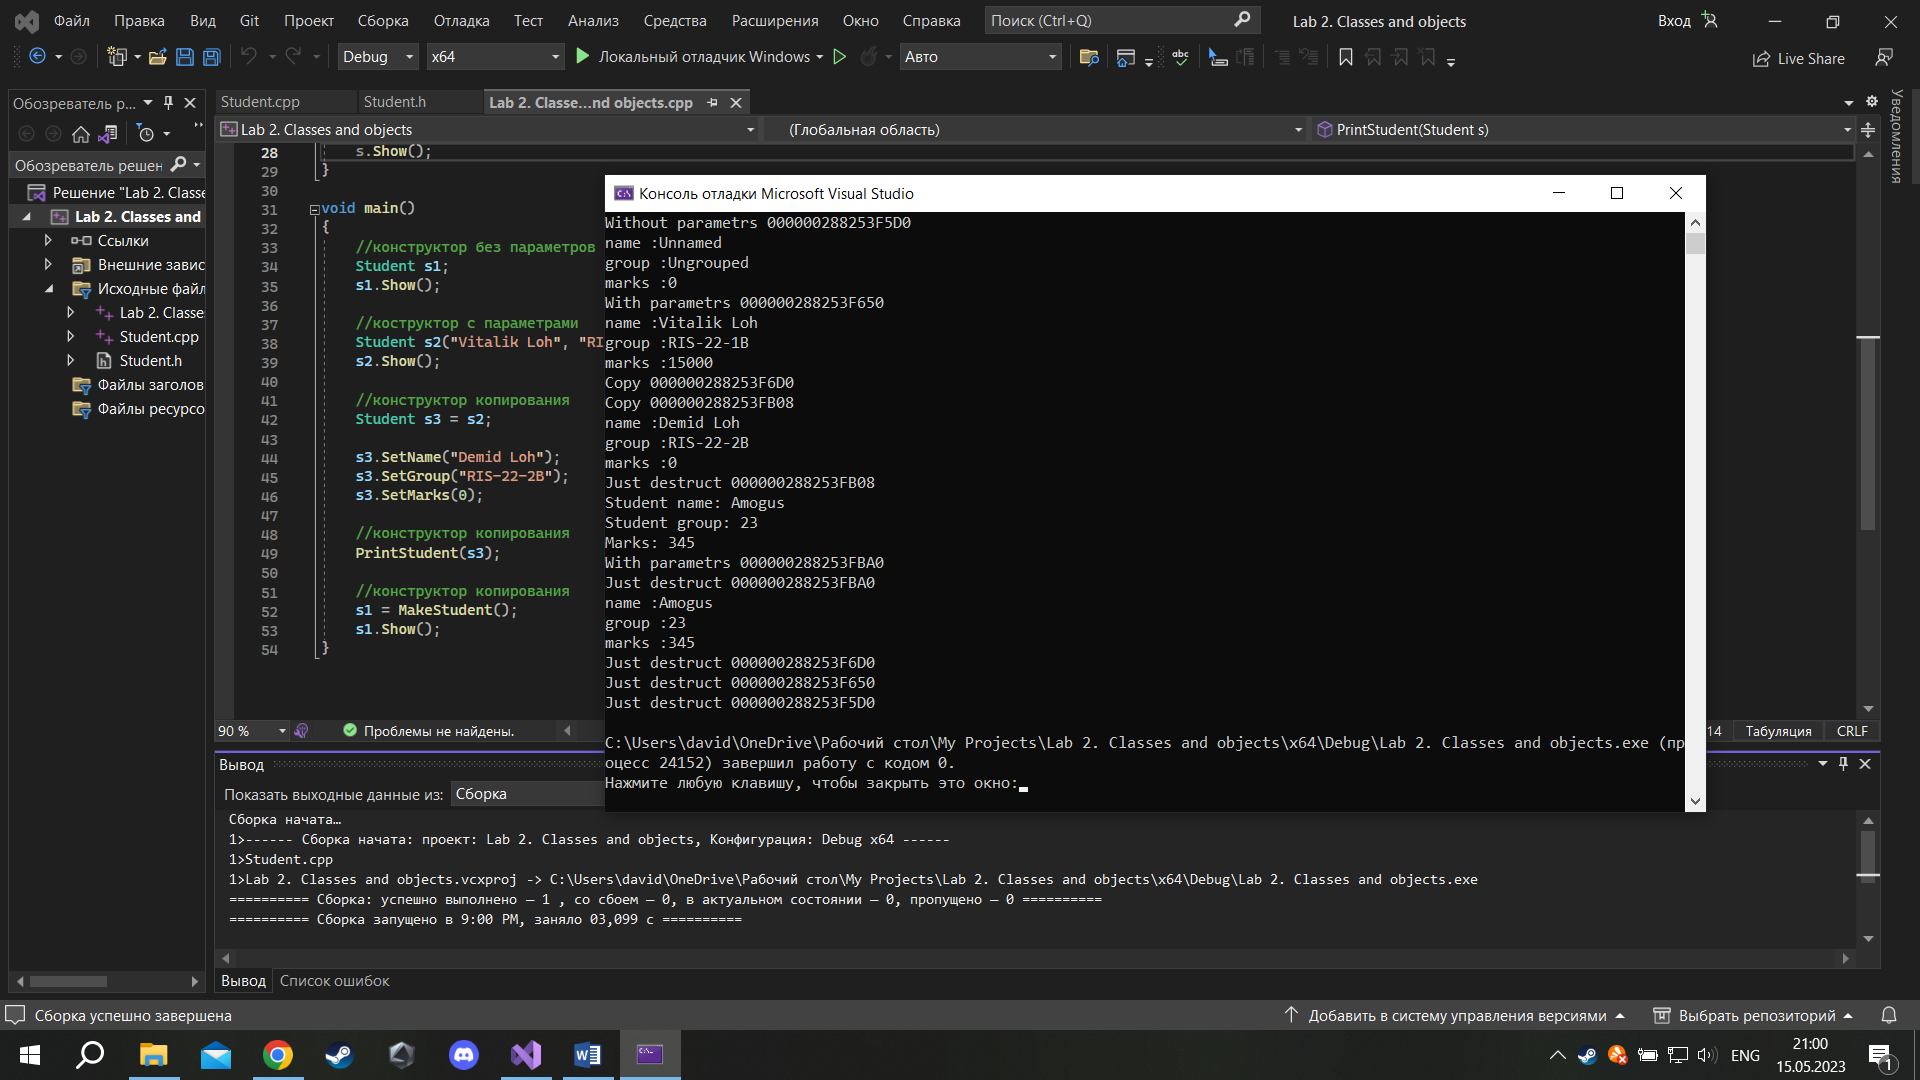 Файл Правка Вид Git Проект Сборка Отладка Тест Анализ Средства Расширения Окно Справка Поиск (Ctrl+Q) Lab 2. Classes and objects Вход
Debug x64 Локальный отладчик Windows Авто abc Live Share
Обозреватель р...
Обозреватель решен
Решение "Lab 2. Classe
Lab 2. Classes and
Ссылки
Внешние завис
Исходные файл
Lab 2. Classe
Student.cpp
Student.h
Файлы заголов
Файлы ресурсо
Student.cpp Student.h Lab 2. Classe...nd objects.cpp
Lab 2. Classes and objects (Глобальная область) PrintStudent(Student s)
Уведомления
28 s.Show();
29 }
30
31 void main()
32 {
33 //конструктор без параметров
34 Student s1;
35 s1.Show();
36
37 //коструктор с параметрами
38 Student s2("Vitalik Loh", "RI
39 s2.Show();
40
41 //конструктор копирования
42 Student s3 = s2;
43
44 s3.SetName("Demid Loh");
45 s3.SetGroup("RIS-22-2B");
46 s3.SetMarks(0);
47
48 //конструктор копирования
49 PrintStudent(s3);
50
51 //конструктор копирования
52 s1 = MakeStudent();
53 s1.Show();
54 }
90 % Проблемы не найдены. 14 Табуляция CRLF
Консоль отладки Microsoft Visual Studio
Without parametrs 000000288253F5D0
name :Unnamed
group :Ungrouped
marks :0
With parametrs 000000288253F650
name :Vitalik Loh
group :RIS-22-1B
marks :15000
Copy 000000288253F6D0
Copy 000000288253FB08
name :Demid Loh
group :RIS-22-2B
marks :0
Just destruct 000000288253FB08
Student name: Amogus
Student group: 23
Marks: 345
With parametrs 000000288253FBA0
Just destruct 000000288253FBA0
name :Amogus
group :23
marks :345
Just destruct 000000288253F6D0
Just destruct 000000288253F650
Just destruct 000000288253F5D0
C:\Users\david\OneDrive\Рабочий стол\My Projects\Lab 2. Classes and objects\x64\Debug\Lab 2. Classes and objects.exe (пр
оцесс 24152) завершил работу с кодом 0.
Нажмите любую клавишу, чтобы закрыть это окно:
Вывод
Показать выходные данные из: Сборка
Сборка начата…
1>------ Сборка начата: проект: Lab 2. Classes and objects, Конфигурация: Debug x64 ------
1>Student.cpp
1>Lab 2. Classes and objects.vcxproj -> C:\Users\david\OneDrive\Рабочий стол\My Projects\Lab 2. Classes and objects\x64\Debug\Lab 2. Classes and objects.exe
========== Сборка: успешно выполнено — 1 , со сбоем — 0, в актуальном состоянии — 0, пропущено — 0 ==========
========== Сборка запущено в 9:00 PM, заняло 03,099 с ==========
Вывод Список ошибок
Сборка успешно завершена Добавить в систему управления версиями Выбрать репозиторий
ENG 21:00
15.05.2023
1